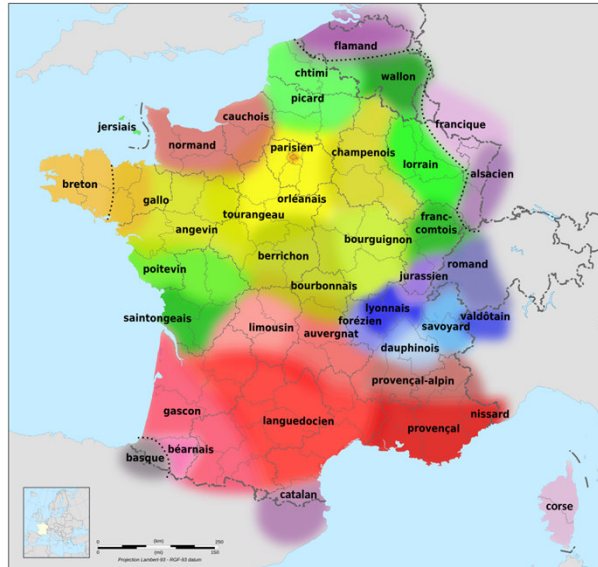 flamand
chtimi
wallon
picard
cauchois
francique
jersiais
normand
parisien
champenois
lorrain
alsacien
breton
gallo
orléanais
tourangeau
franc-
comtois
angevin
bourguignon
berrichon
romand
poitevin
jurassien
bourbonnais
lyonnais
saintongeais
limousin
forézien
valdôtain
auvergnat
savoyard
dauphinois
provençal-alpin
gascon
languedocien
nissard
provençal
béarnais
basque
catalan
corse
(km)
0 250
(mi)
0 150
Projection Lambert-93 - RGF-93 datum